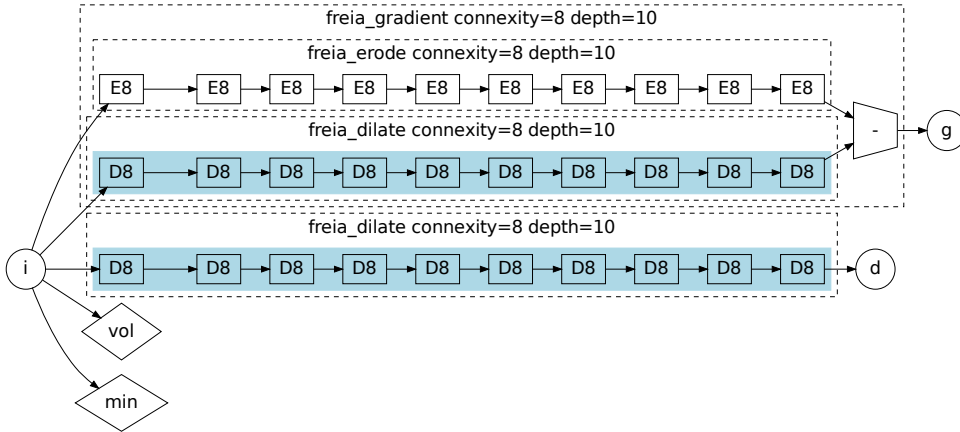 freia_gradient connexity=8 depth=10
freia_erode connexity=8 depth=10
E8 E8 E8 E8 E8 E8 E8 E8 E8 E8
freia_dilate connexity=8 depth=10
- g
D8 D8 D8 D8 D8 D8 D8 D8 D8 D8
freia_dilate connexity=8 depth=10
i D8 D8 D8 D8 D8 D8 D8 D8 D8 D8 d
vol
min